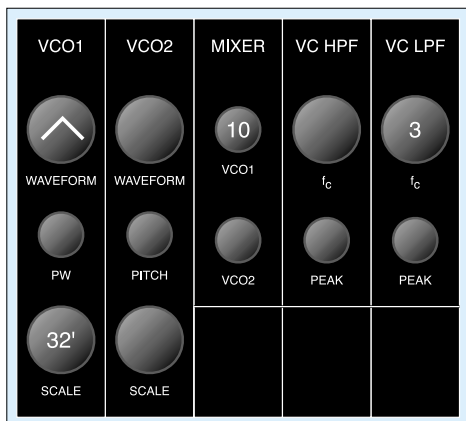 VCO1 VCO2 MIXER VC HPF VC LPF
10 3
WAVEFORM WAVEFORM VCO1 fc fc
PW PITCH VCO2 PEAK PEAK
32'
SCALE SCALE